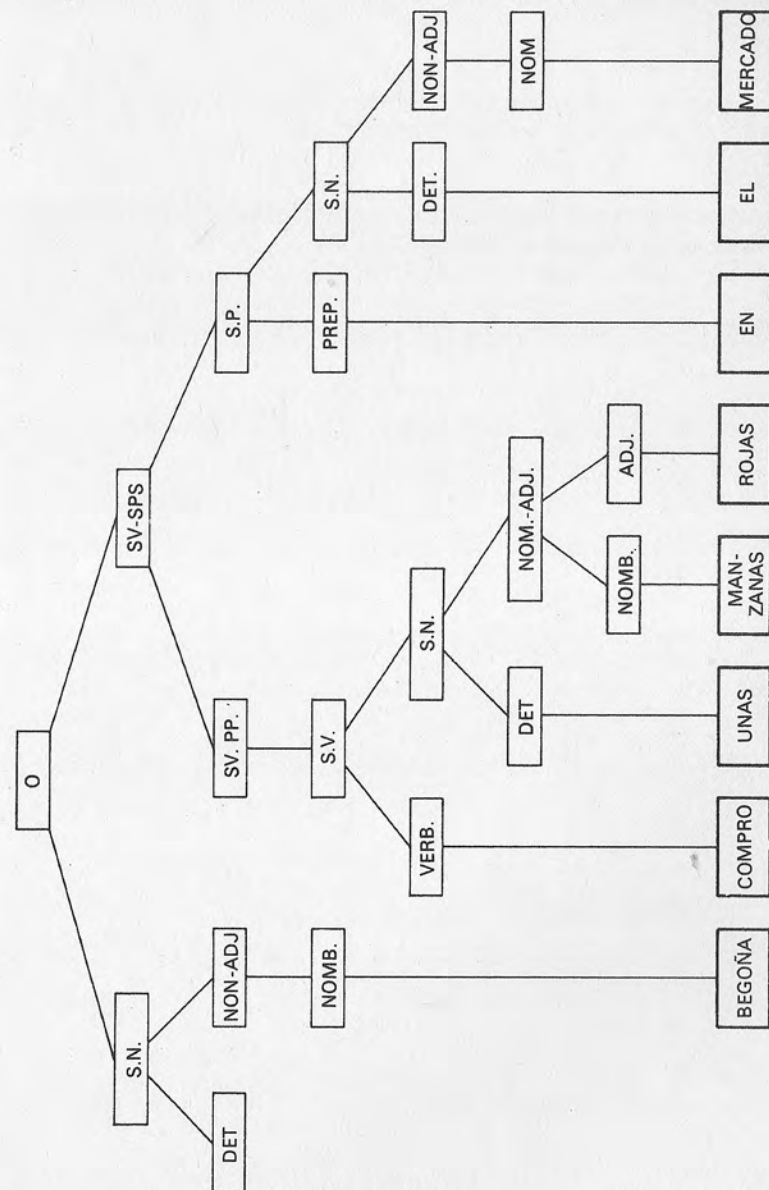 O
S.N.
SV-SPS
DET
NON-ADJ
SV. PP.
S.P.
NOMB.
S.V.
PREP.
S.N.
VERB.
S.N.
DET.
NON-ADJ
DET
NOM.-ADJ.
NOM
NOMB.
ADJ.
BEGOÑA
COMPRO
UNAS
MAN-
ZANAS
ROJAS
EN
EL
MERCADO